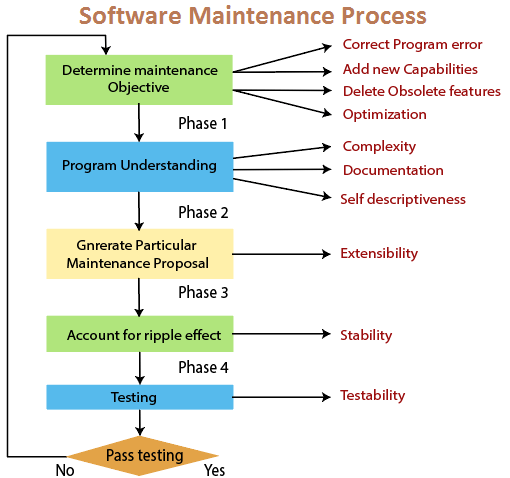 Software Maintenance Process
Determine maintenance
Objective
Correct Program error
Add new Capabilities
Delete Obsolete features
Optimization
Phase 1
Program Understanding
Complexity
Documentation
Self descriptiveness
Phase 2
Gnrerate Particular
Maintenance Proposal
Extensibility
Phase 3
Account for ripple effect
Stability
Phase 4
Testing
Testability
Pass testing
No
Yes